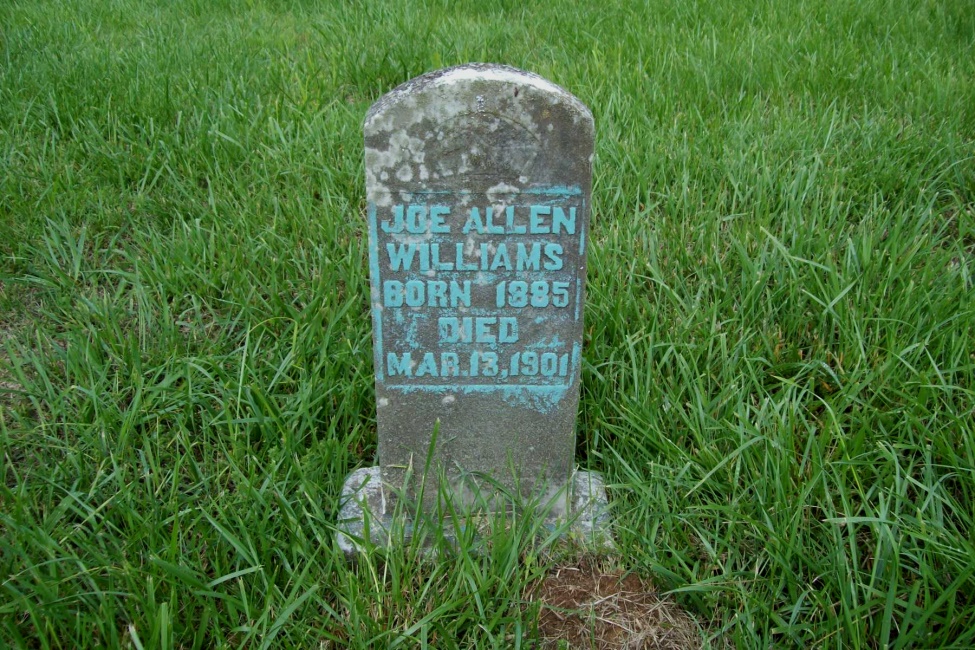 JOE ALLEN
WILLIAMS
BORN 1885
DIED
MAR. 13, 1901